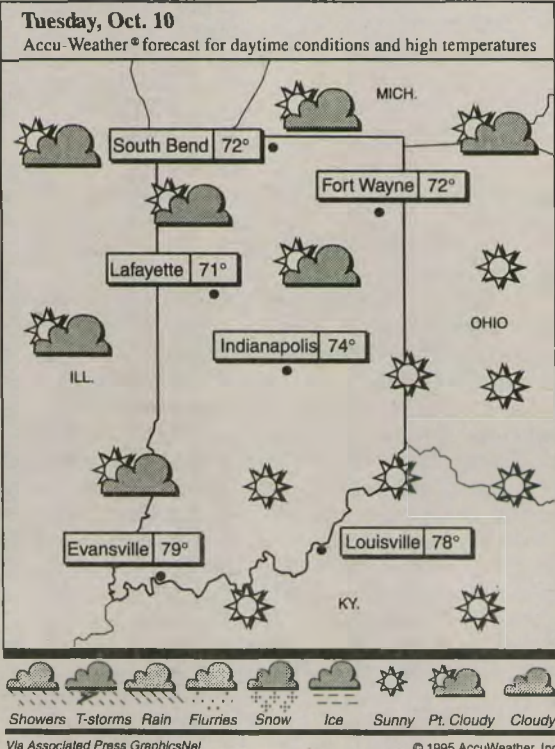 Tuesday, Oct. 10
Accu-Weather® forecast for daytime conditions and high temperatures
MICH.
South Bend 72°
Fort Wayne 72°
Lafayette 71°
OHIO
Indianapolis 74°
ILL.
Evansville 79°
Louisville 78°
KY.
Showers T-storms Rain Flurries Snow Ice Sunny Pt. Cloudy Cloudy
Via Associated Press GraphicsNet
© 1995 AccuWeather, In